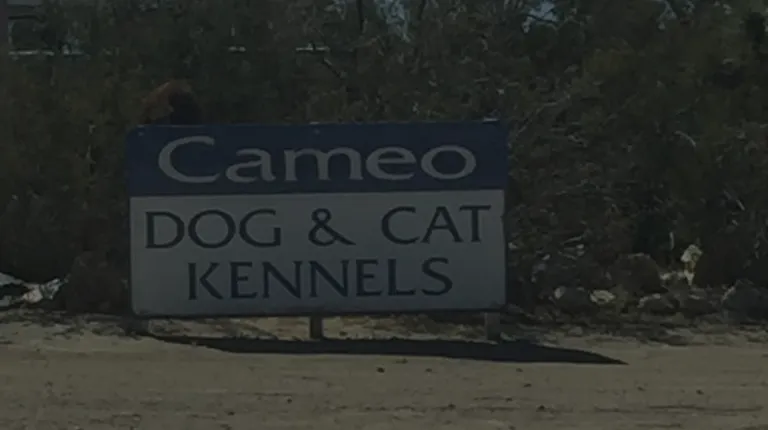 Cameo
DOG & CAT
KENNELS